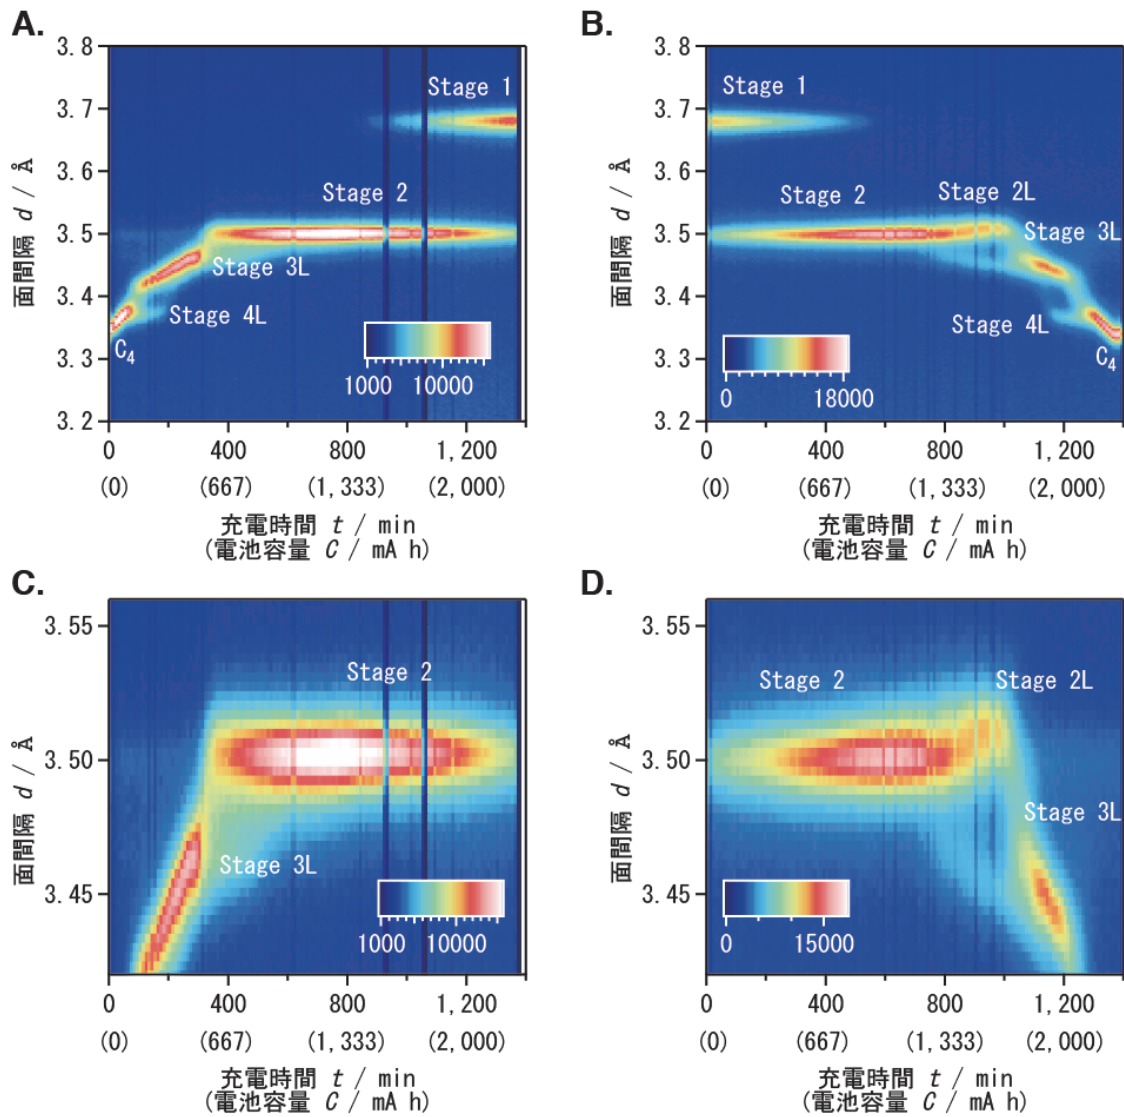 A.
3.8
3.7
3.6
3.5
3.4
3.3
3.2
面間隔 d / Å
Stage 1
Stage 2
Stage 3L
Stage 4L
C4
1000 10000
0 400 800 1,200
(0) (667) (1,333) (2,000)
充電時間 t / min
(電池容量 C / mA h)
B.
3.8
3.7
3.6
3.5
3.4
3.3
3.2
面間隔 d / Å
Stage 1
Stage 2
Stage 2L
Stage 3L
Stage 4L
C4
0 18000
0 400 800 1,200
(0) (667) (1,333) (2,000)
充電時間 t / min
(電池容量 C / mA h)
C.
3.55
3.50
3.45
面間隔 d / Å
Stage 2
Stage 3L
1000 10000
0 400 800 1,200
(0) (667) (1,333) (2,000)
充電時間 t / min
(電池容量 C / mA h)
D.
3.55
3.50
3.45
面間隔 d / Å
Stage 2
Stage 2L
Stage 3L
0 15000
0 400 800 1,200
(0) (667) (1,333) (2,000)
充電時間 t / min
(電池容量 C / mA h)